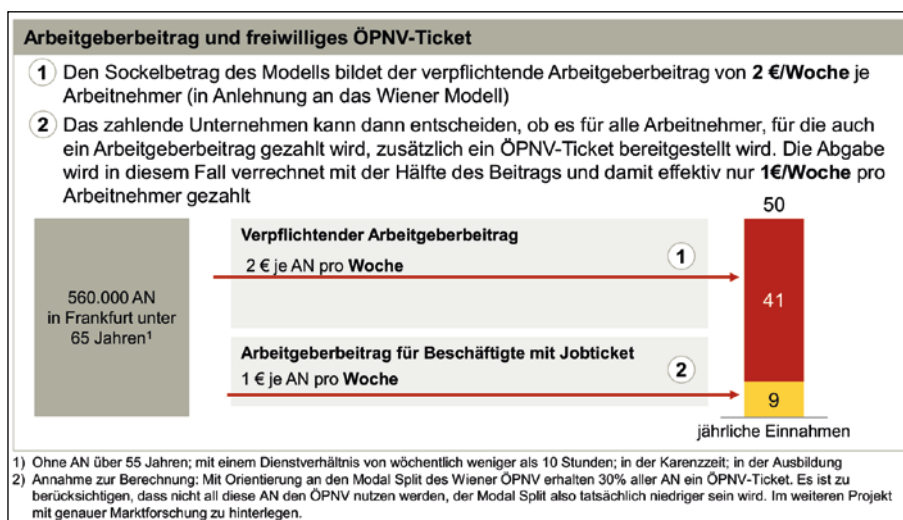 Arbeitgeberbeitrag und freiwilliges ÖPNV-Ticket
1 Den Sockelbetrag des Modells bildet der verpflichtende Arbeitgeberbeitrag von 2 €/Woche je
Arbeitnehmer (in Anlehnung an das Wiener Modell)
2 Das zahlende Unternehmen kann dann entscheiden, ob es für alle Arbeitnehmer, für die auch
ein Arbeitgeberbeitrag gezahlt wird, zusätzlich ein ÖPNV-Ticket bereitgestellt wird. Die Abgabe
wird in diesem Fall verrechnet mit der Hälfte des Beitrags und damit effektiv nur 1€/Woche pro
Arbeitnehmer gezahlt
560.000 AN
in Frankfurt unter
65 Jahren1
Verpflichtender Arbeitgeberbeitrag
2 € je AN pro Woche
1
Arbeitgeberbeitrag für Beschäftigte mit Jobticket
1 € je AN pro Woche
2
50
41
9
jährliche Einnahmen
1) Ohne AN über 55 Jahren; mit einem Dienstverhältnis von wöchentlich weniger als 10 Stunden; in der Karenzzeit; in der Ausbildung
2) Annahme zur Berechnung: Mit Orientierung an den Modal Split des Wiener ÖPNV erhalten 30% aller AN ein ÖPNV-Ticket. Es ist zu
berücksichtigen, dass nicht all diese AN den ÖPNV nutzen werden, der Modal Split also tatsächlich niedriger sein wird. Im weiteren Projekt
mit genauer Marktforschung zu hinterlegen.